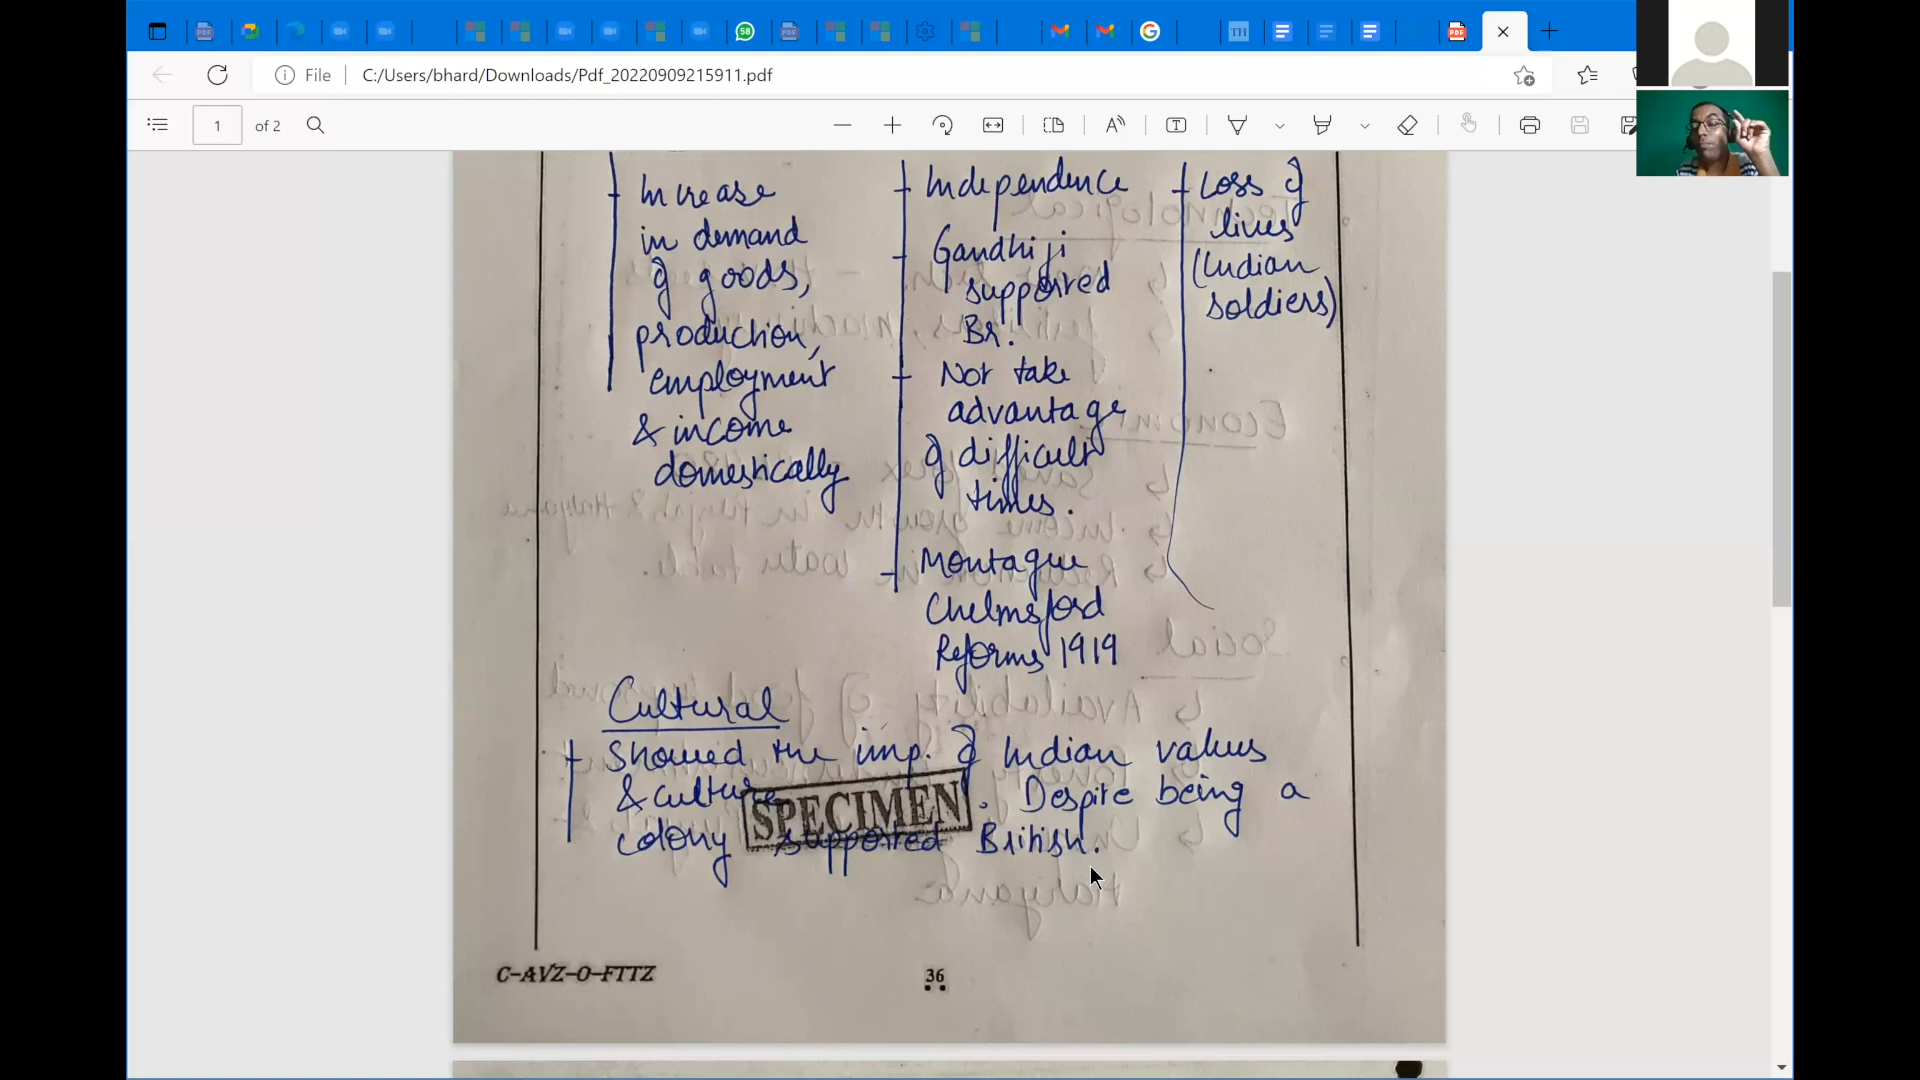 58
TH
File
C:/Users/bhard/Downloads/Pdf_20220909215911.pdf
1 of 2
Increase
in demand
of goods,
production,
employment
& income
domestically
Independence
Gandhiji
supported
Br.
Not take
advantage
of difficult
times.
Montague
Chelmsford
Reforms 1919
Loss of
lives
(Indian
soldiers)
Cultural
Showed the imp. of Indian values
& culture. Despite being a
colony supported British.
SPECIMEN
C-AVZ-O-FTTZ
36